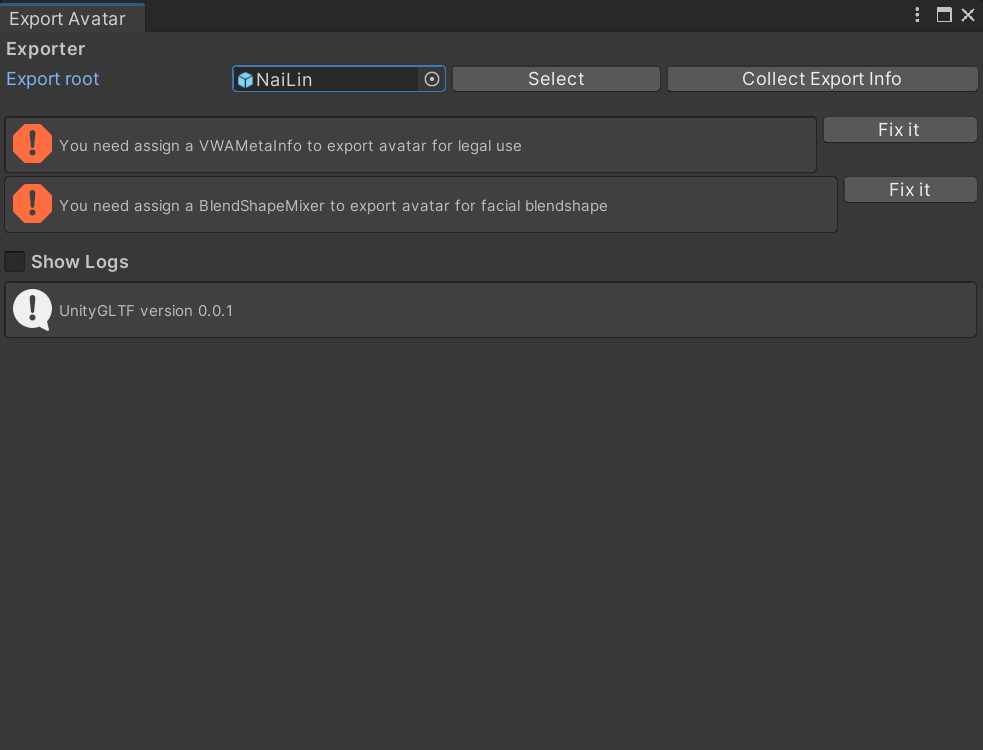 Export Avatar
Exporter
Export root NaiLin Select Collect Export Info
You need assign a VWAMetaInfo to export avatar for legal use Fix it
You need assign a BlendShapeMixer to export avatar for facial blendshape Fix it
Show Logs
UnityGLTF version 0.0.1